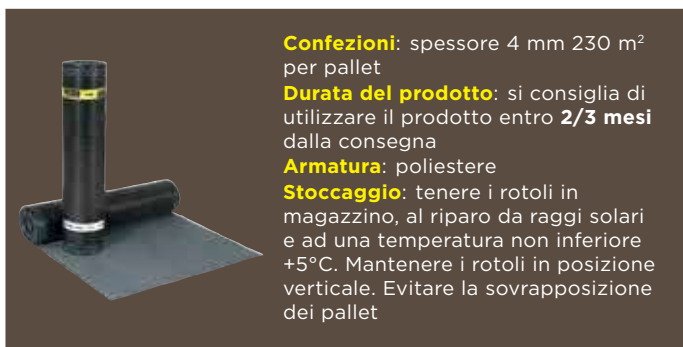 Confezioni: spessore 4 mm 230 m²
per pallet
Durata del prodotto: si consiglia di
utilizzare il prodotto entro 2/3 mesi
dalla consegna
Armatura: poliestere
Stoccaggio: tenere i rotoli in
magazzino, al riparo da raggi solari
e ad una temperatura non inferiore
+5°C. Mantenere i rotoli in posizione
verticale. Evitare la sovrapposizione
dei pallet